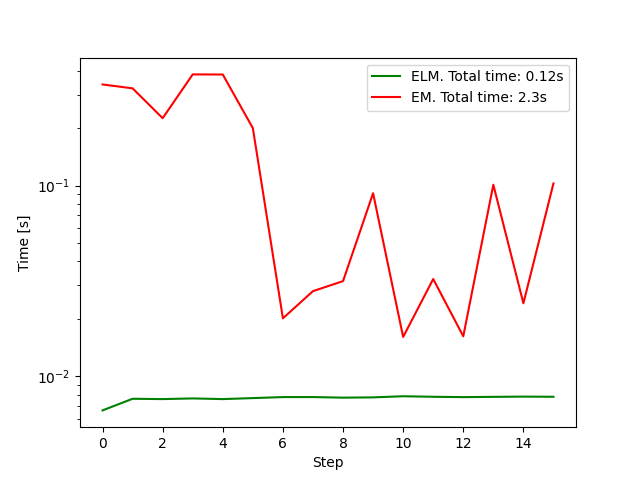 ELM. Total time: 0.12s
EM. Total time: 2.3s
10⁻¹
10⁻²
Time [s]
0 2 4 6 8 10 12 14
Step